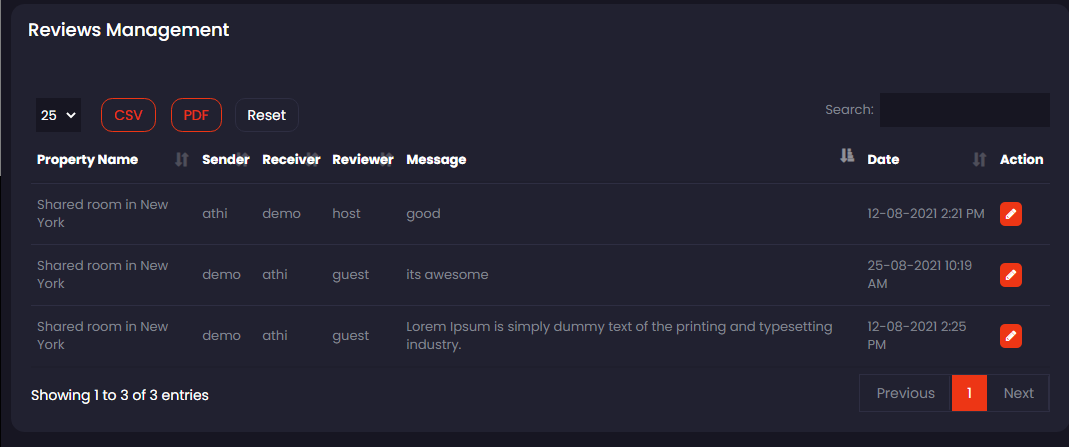 Reviews Management
25 CSV PDF Reset Search:
Property Name Sender Receiver Reviewer Message Date Action
Shared room in New
York
athi demo host good 12-08-2021 2:21 PM
Shared room in New
York
demo athi guest its awesome 25-08-2021 10:19
AM
Shared room in New
York
demo athi guest Lorem Ipsum is simply dummy text of the printing and typesetting
industry.
12-08-2021 2:25
PM
Showing 1 to 3 of 3 entries
Previous 1 Next